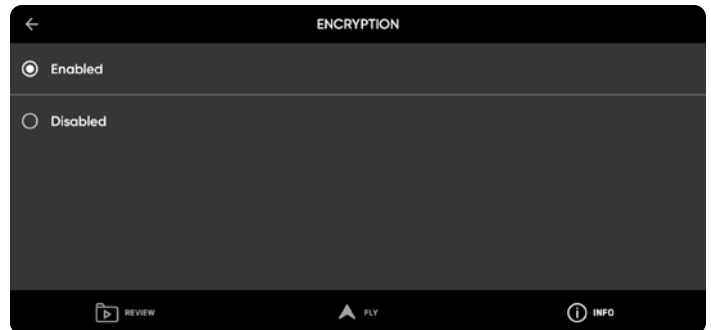 ENCRYPTION
Enabled
Disabled
REVIEW
FLY
INFO